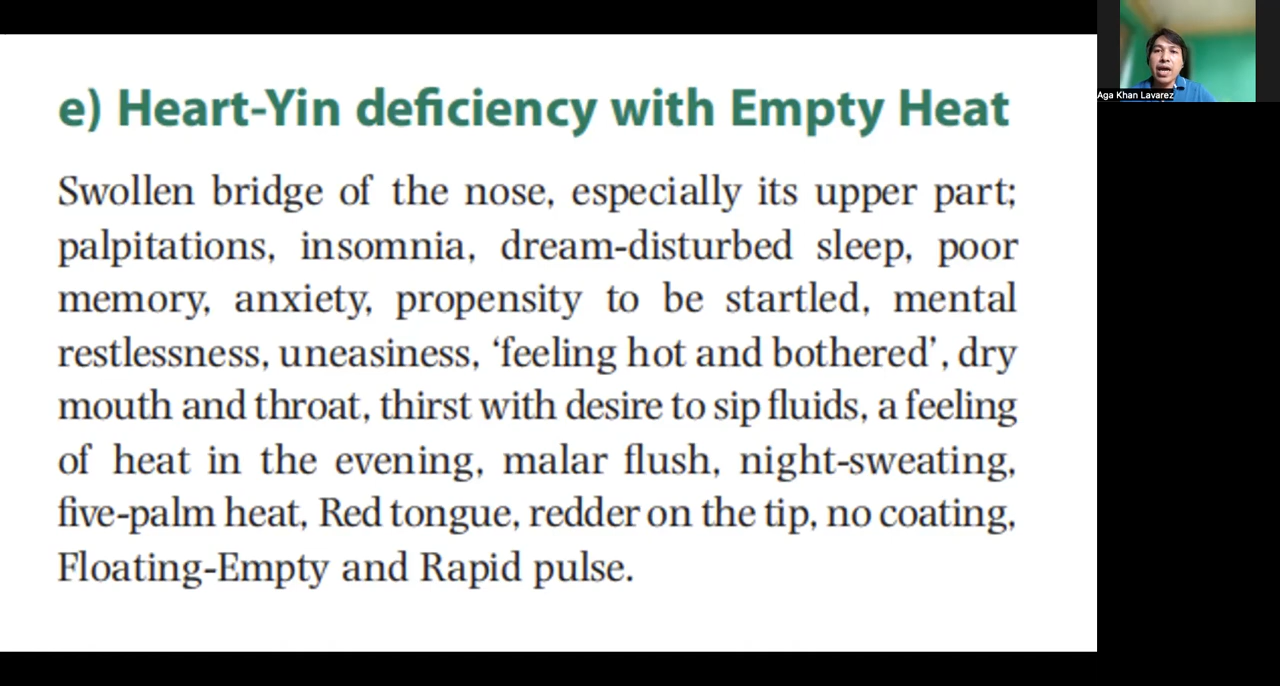 e) Heart-Yin deficiency with Empty Heat
Swollen bridge of the nose, especially its upper part;
palpitations, insomnia, dream-disturbed sleep, poor
memory, anxiety, propensity to be startled, mental
restlessness, uneasiness, ‘feeling hot and bothered’, dry
mouth and throat, thirst with desire to sip fluids, a feeling
of heat in the evening, malar flush, night-sweating,
five-palm heat, Red tongue, redder on the tip, no coating,
Floating-Empty and Rapid pulse.
Aga Khan Lavarez